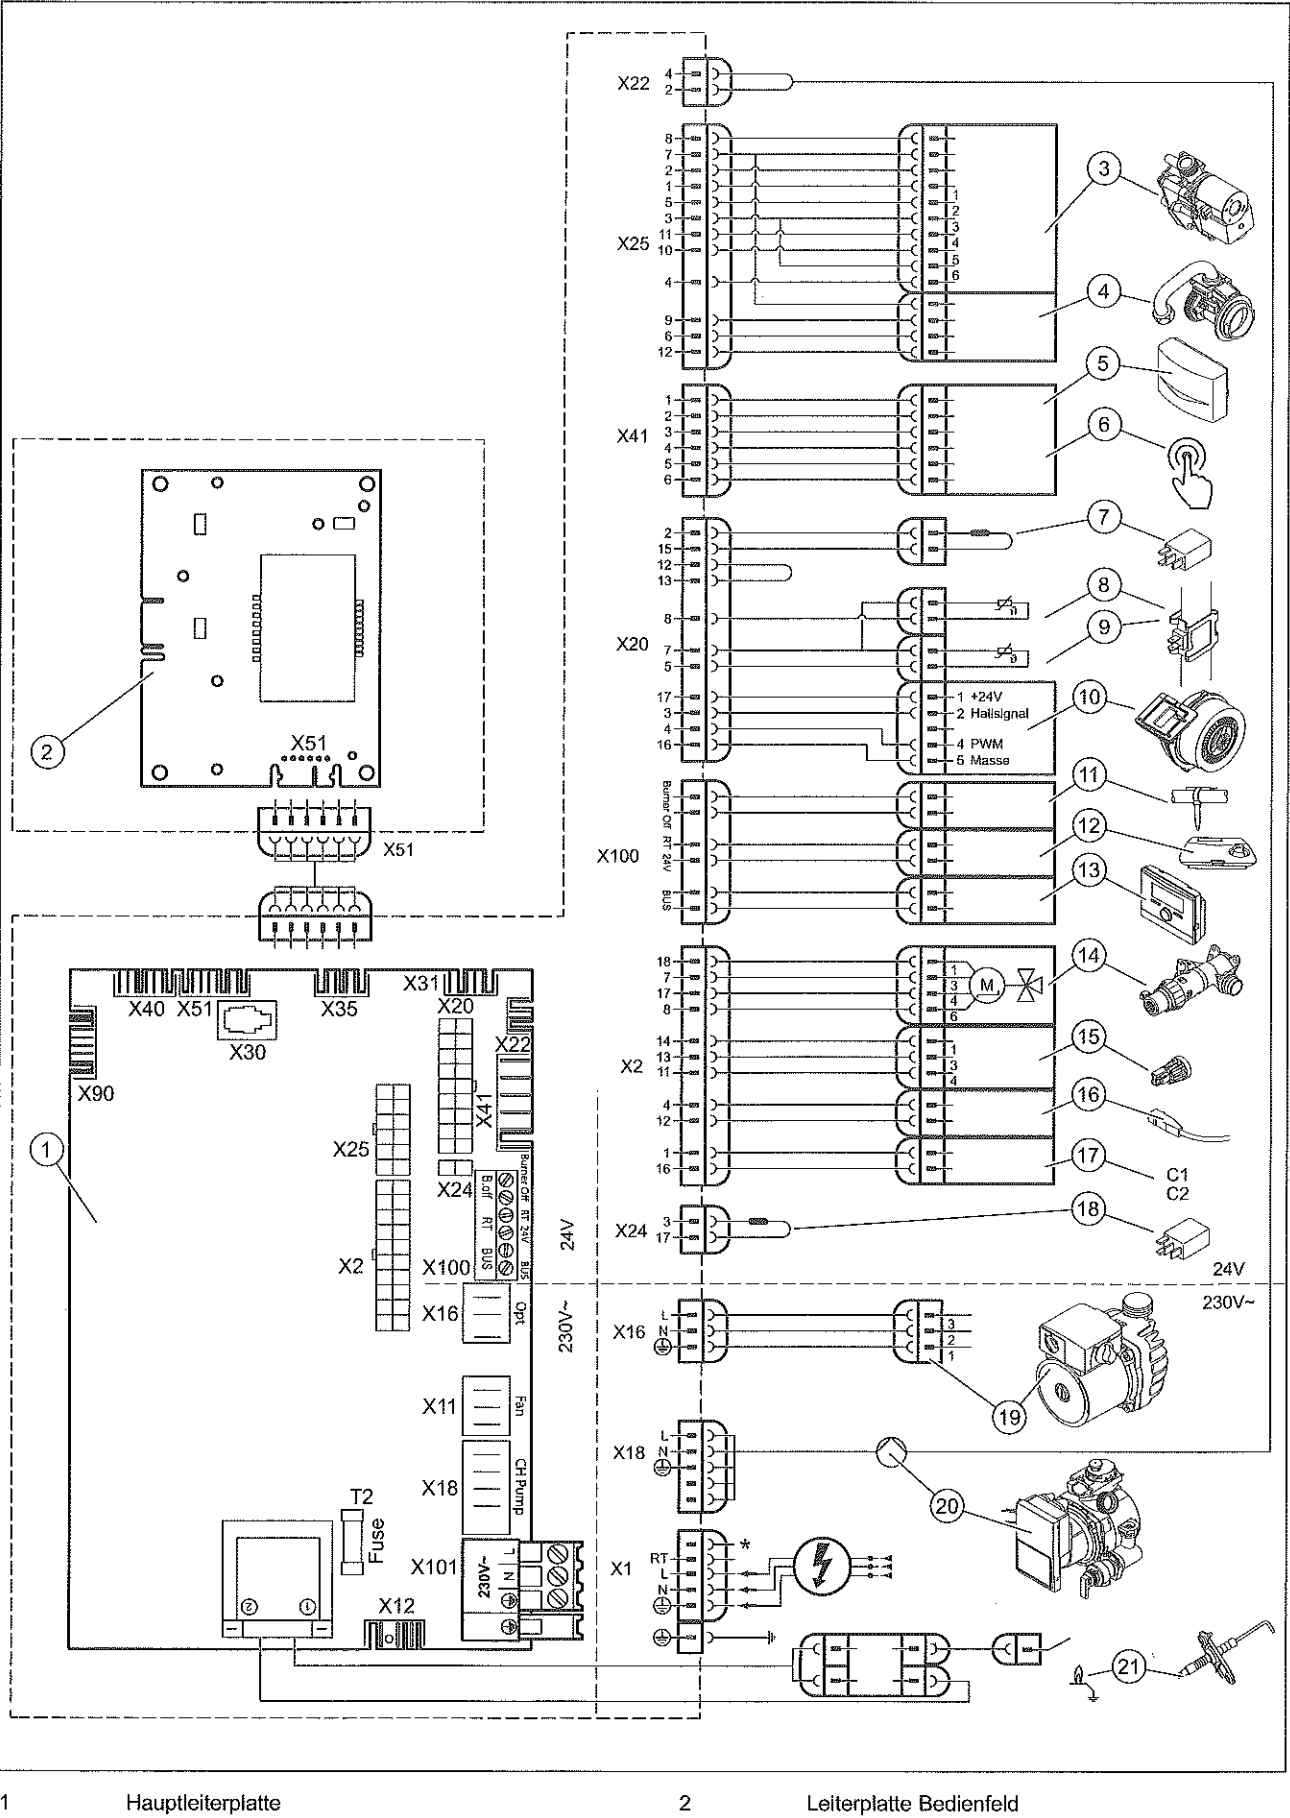 X22
4
2
X25
8
7
2
1
5
3
11
10
4
9
6
12
1
2
3
4
5
6
3
4
X41
1
2
3
4
5
6
5
6
X20
2
15
12
13
8
7
5
17
3
4
16
1 +24V
2 Hallsignal
4 PWM
5 Masse
7
8
9
10
X100
Burner Off
RT 24V
BUS
11
12
13
X2
18
7
17
8
14
13
11
4
12
1
16
1
3
4
6
M
1
3
4
14
15
16
17
C1
C2
X24
3
17
18
24V
230V~
X16
L
N
3
2
1
19
X18
L
N
20
X1
*
RT
L
N
21
2
X51
X51
1
X40
X51
X35
X31
X20
X30
X22
X90
X41
X25
X24
Burner Off RT 24V BUS
B.off RT BUS
X2
X100
24V
230V~
X16
Opt
X11
Fan
X18
CH Pump
T2
Fuse
X101
230V~
L
N
X12
2
1
1 Hauptleiterplatte
2 Leiterplatte Bedienfeld